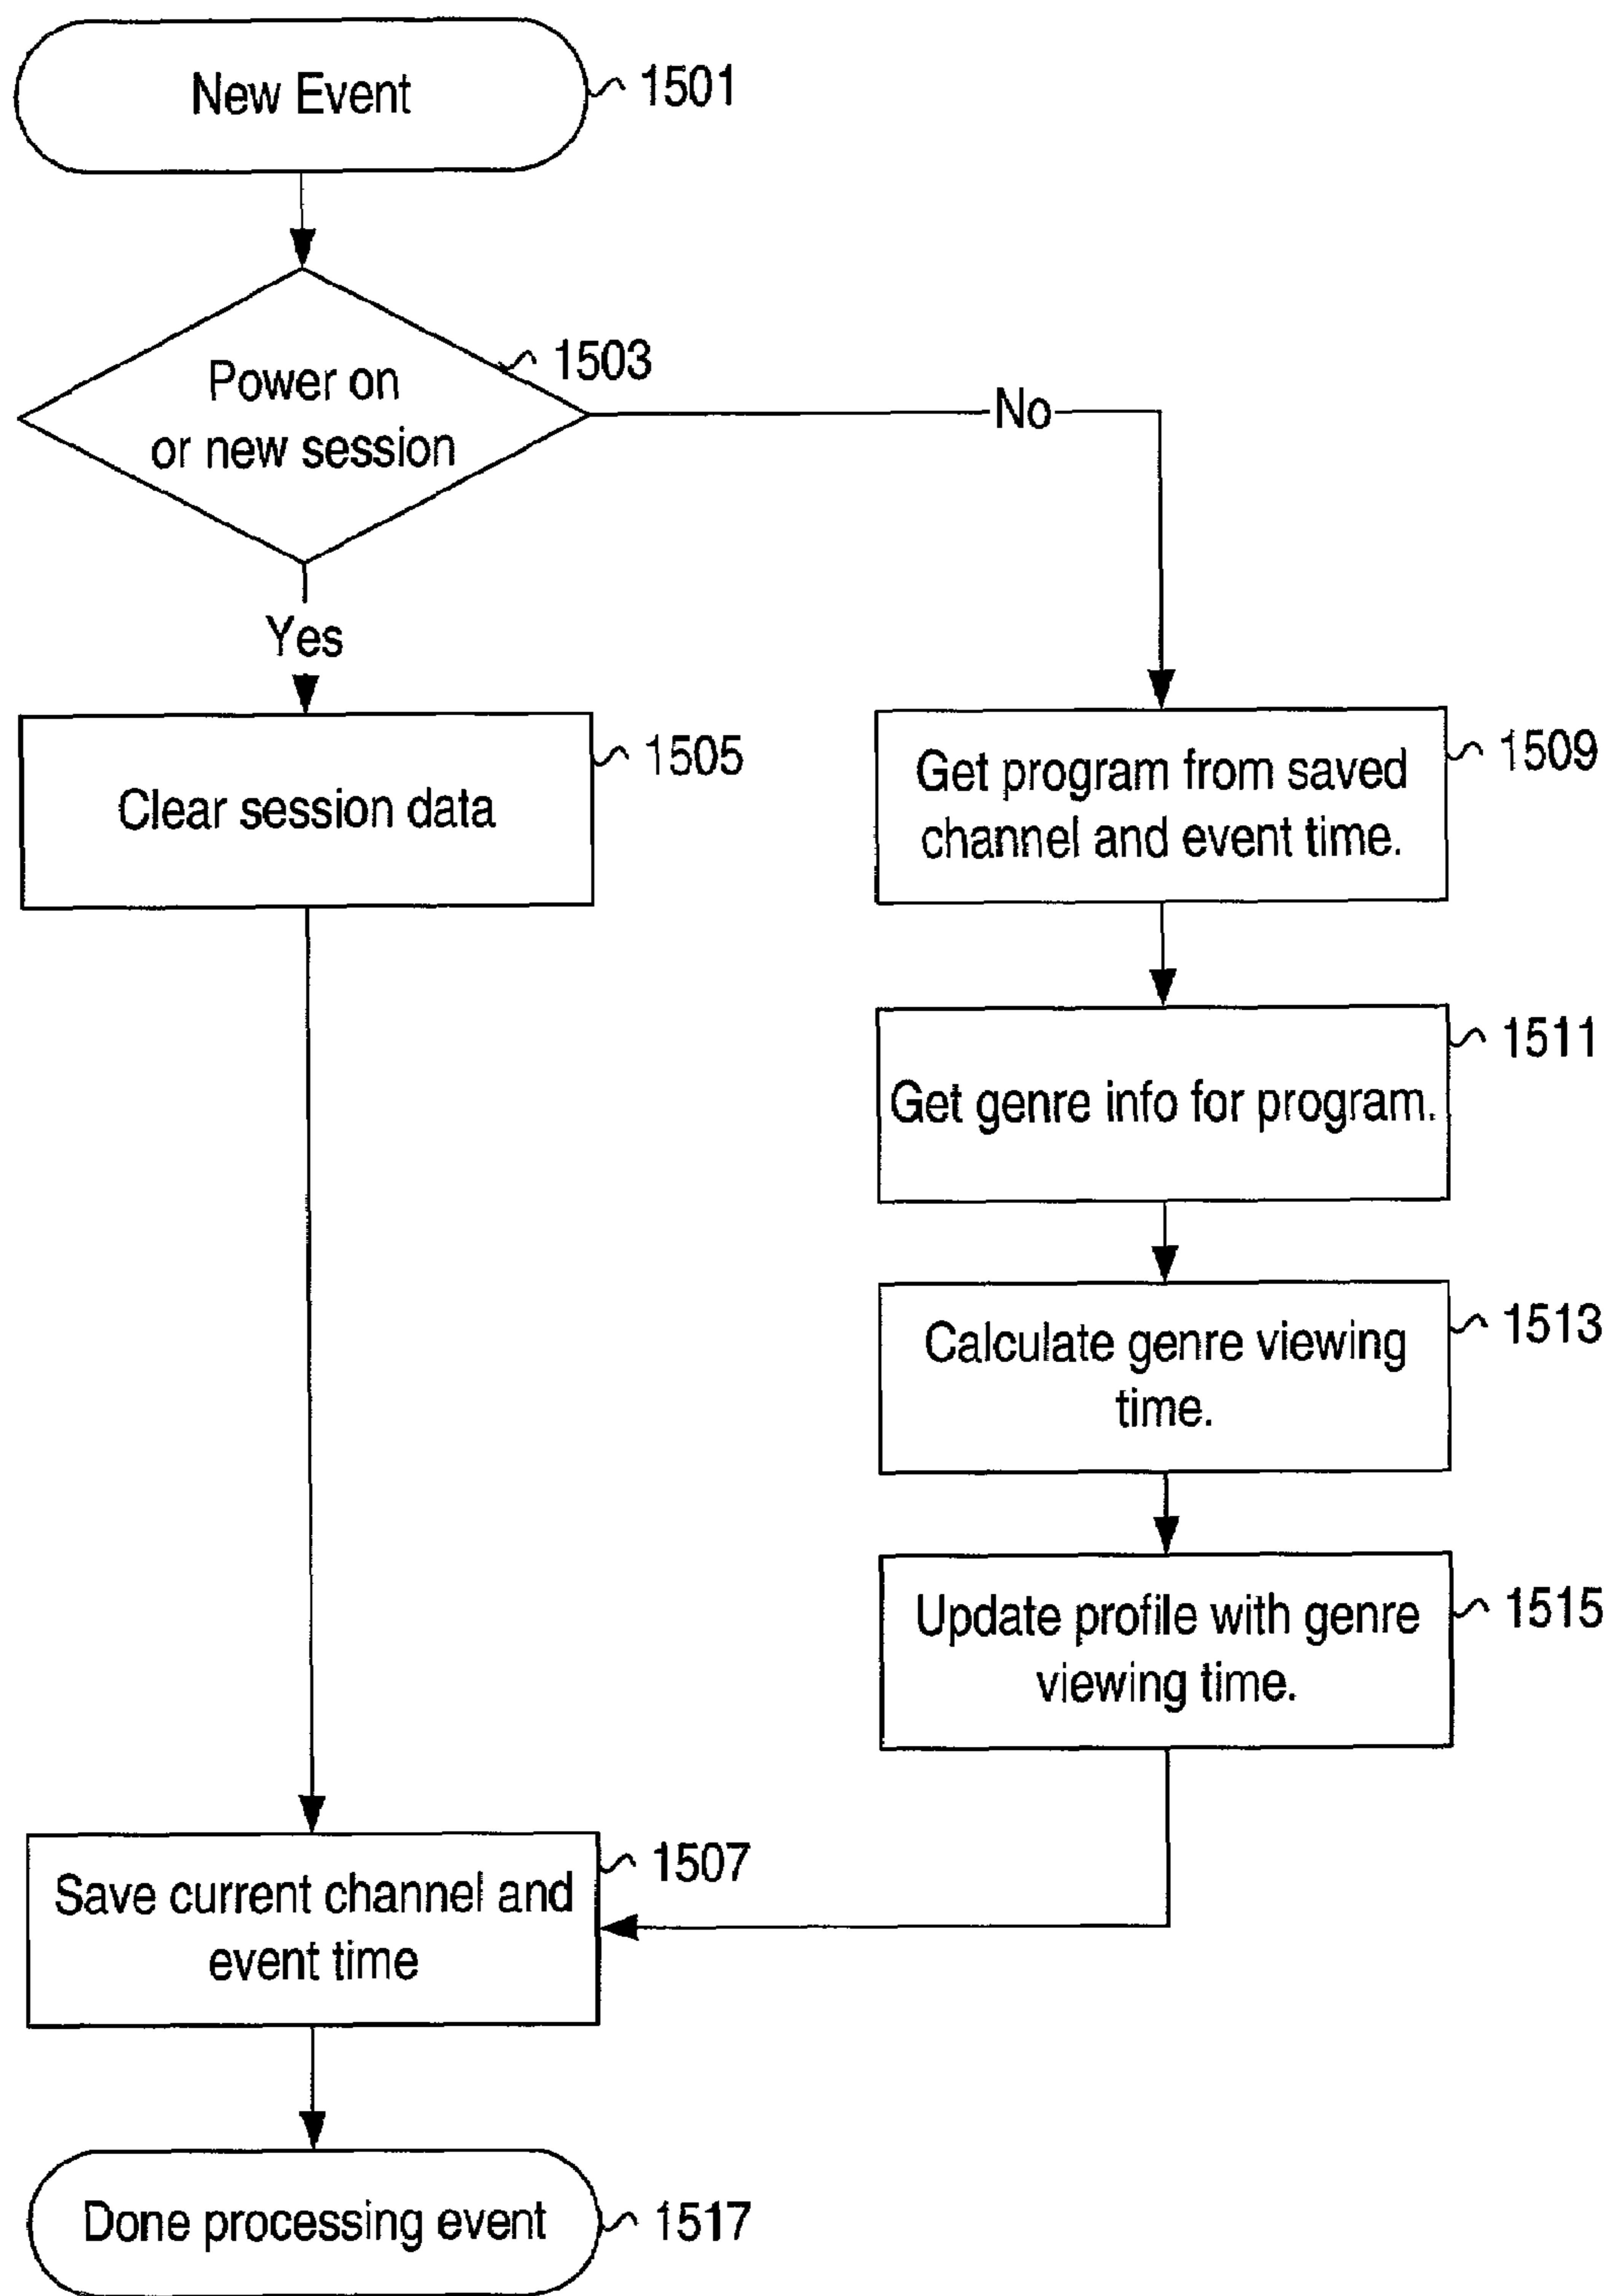 New Event
1501
Power on
or new session
1503
No
Yes
Clear session data
1505
Get program from saved
channel and event time.
1509
Get genre info for program.
1511
Calculate genre viewing
time.
1513
Update profile with genre
viewing time.
1515
Save current channel and
event time
1507
Done processing event
1517